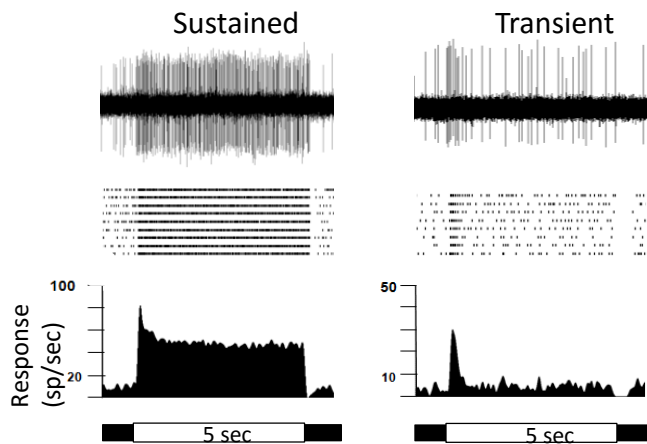 Sustained
Transient
100
20
50
10
Response
(sp/sec)
5 sec
5 sec